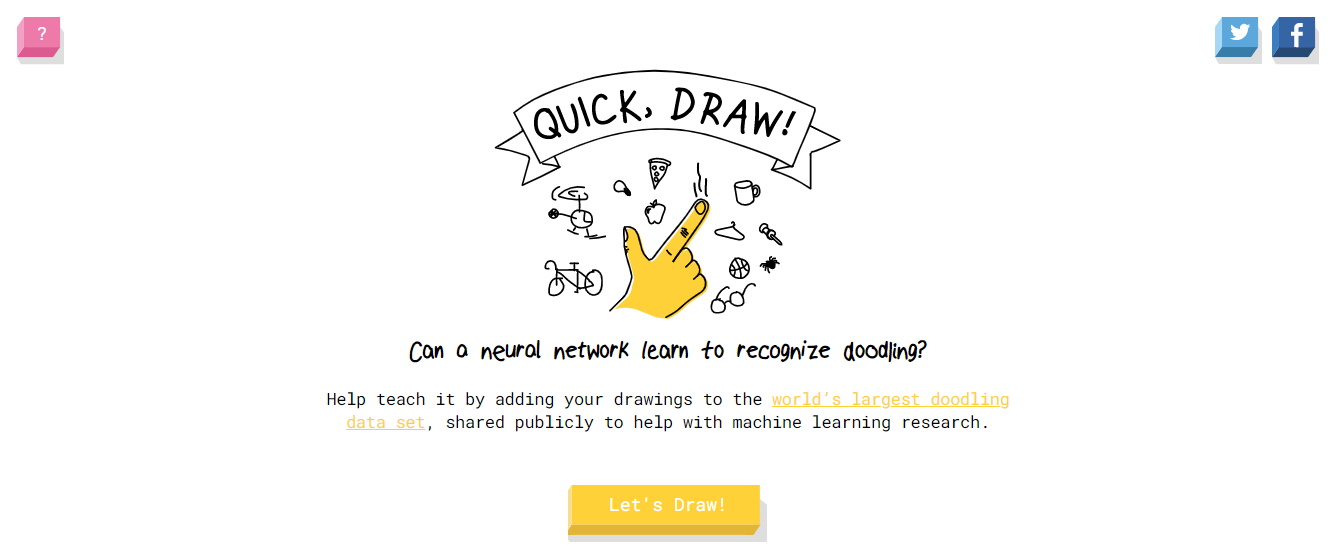 ?
f
QUICK, DRAW!
Can a neural network learn to recognize doodling?
Help teach it by adding your drawings to the world's largest doodling
data set, shared publicly to help with machine learning research.
Let's Draw!